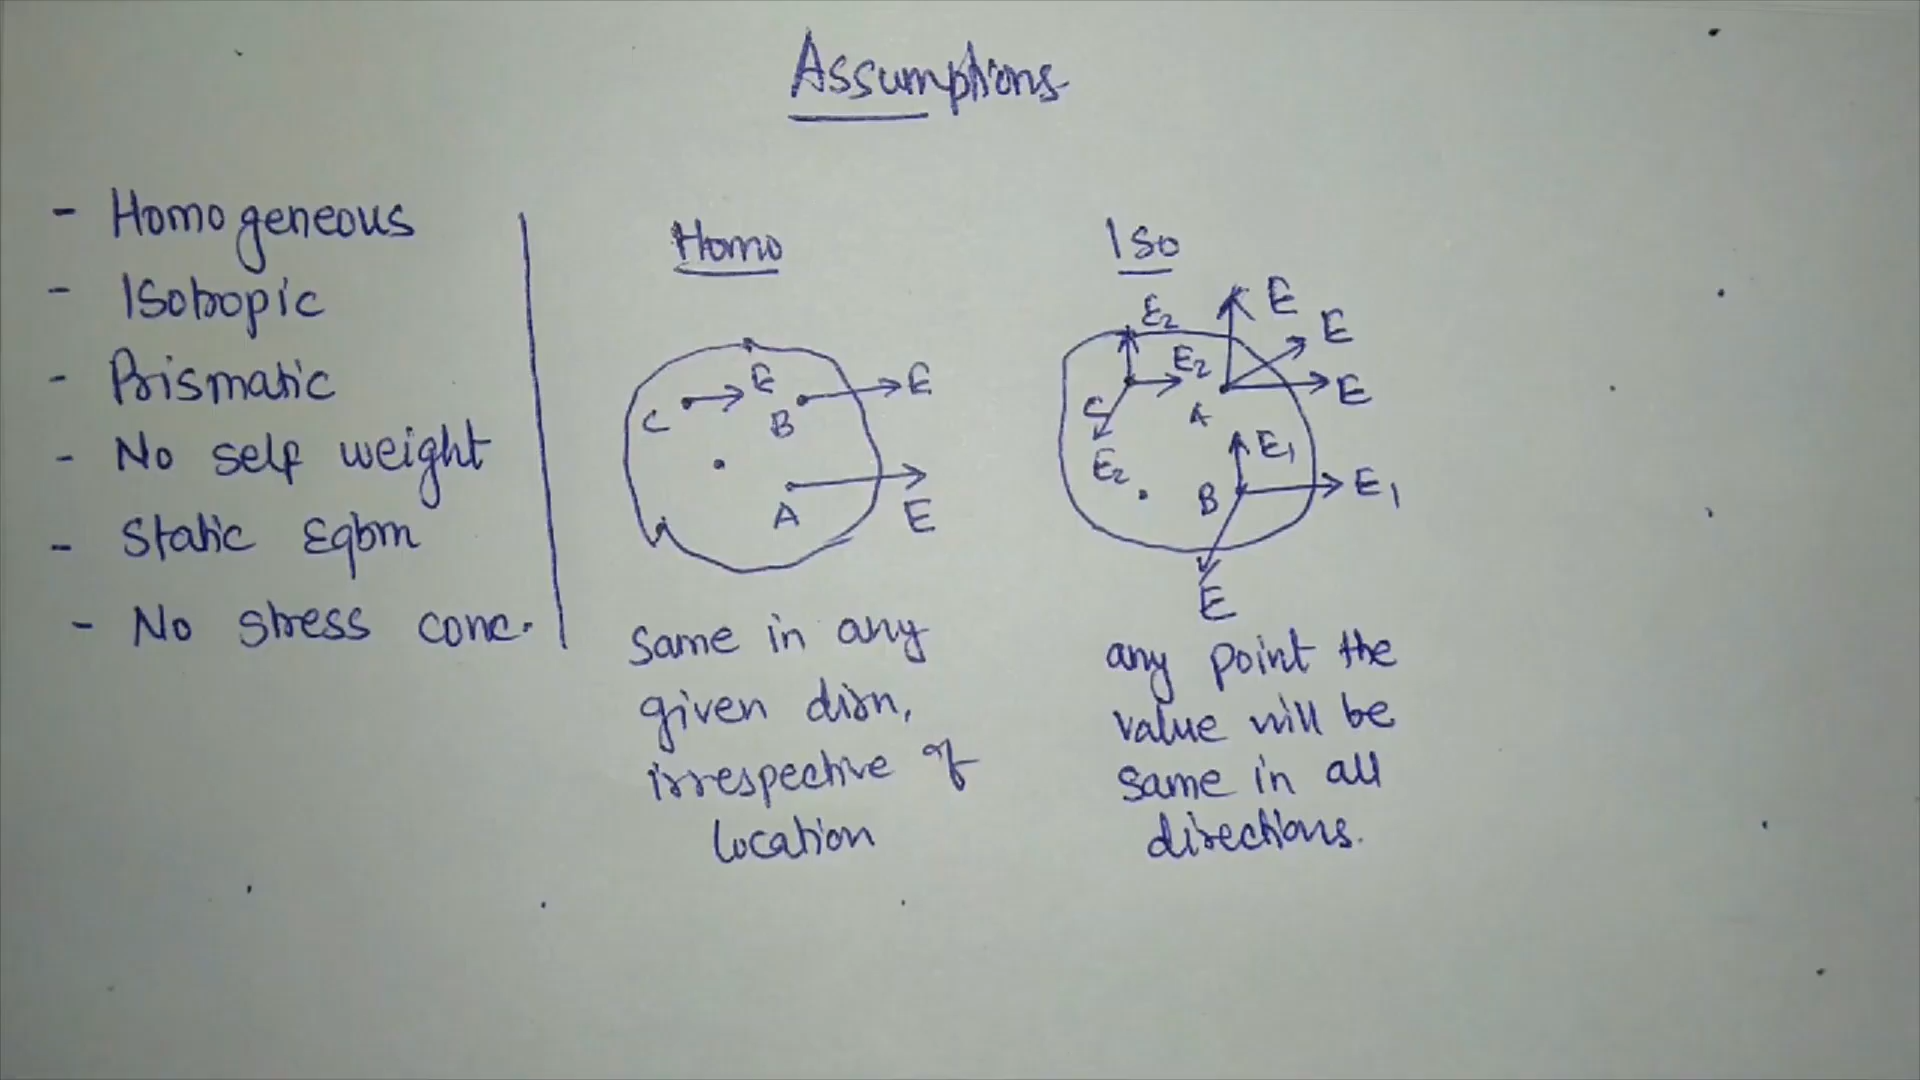 Assumptions
- Homogeneous
- Isotropic
- Prismatic
- No self weight
- Static Eqbm
- No stress conc.
Homo
C E
B E
A E
same in any
given dirn,
irrespective of
location
Iso
E2 E
E
E2 E
C A
E1
E2 B E1
E
any point the
value will be
same in all
directions.